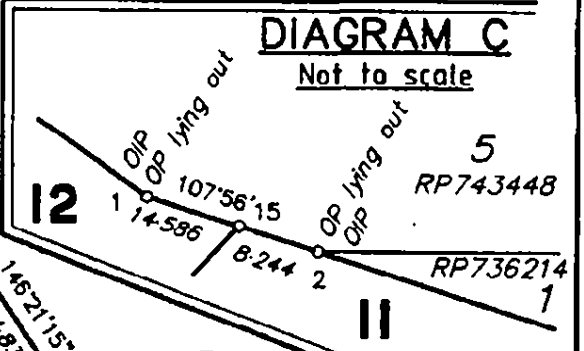 DIAGRAM C
Not to scale
OIP
OP lying out
OP lying out
OIP
5
RP743448
107°56'15
12
1
14·586
8·244
2
RP736214
1
11
146°21'15"